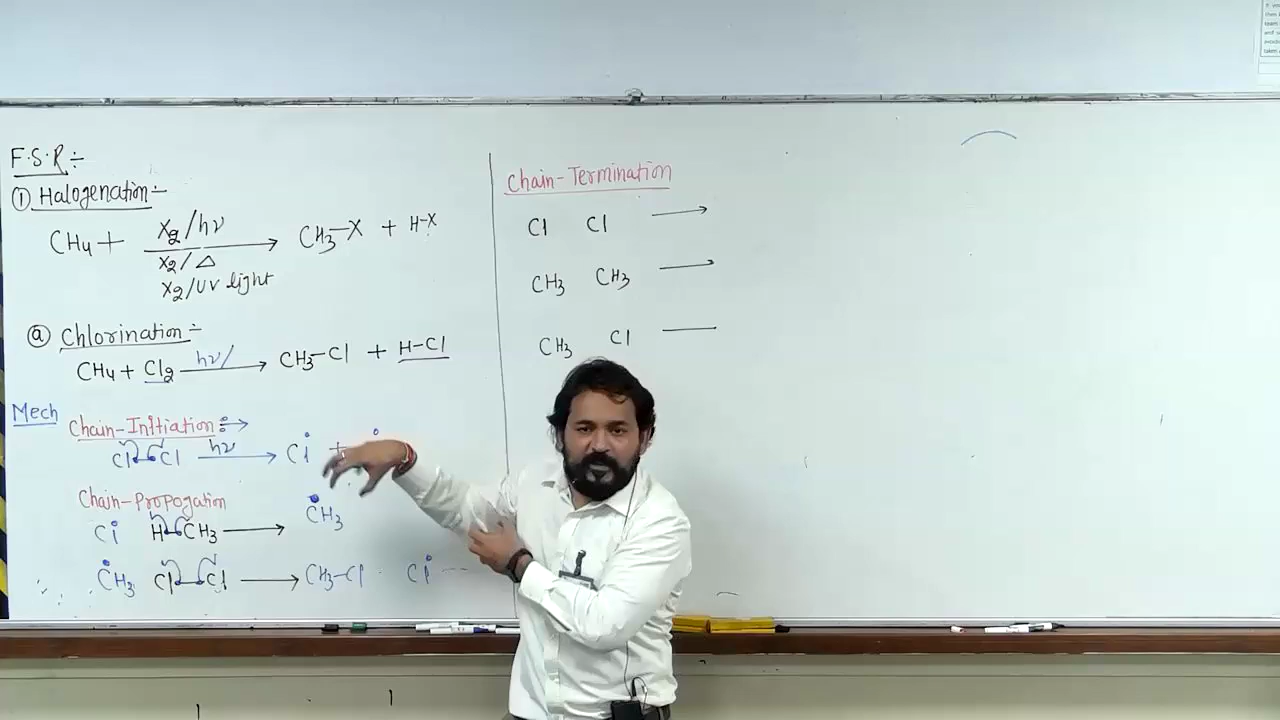 F.S.R ÷
① Halogenation :-
CH₄ + X₂/hν → CH₃-X + H-X
X₂/△
X₂/UV light
ⓐ Chlorination :-
CH₄ + Cl₂ hν/ → CH₃-Cl + H-Cl
Mech
Chain-Initiation
Cl Cl hν → Cl• + •
Chain-Propogation
Cl• H CH₃ → •CH₃
•CH₃ Cl Cl → CH₃-Cl Cl•
Chain-Termination
Cl Cl →
CH₃ CH₃ →
CH₃ Cl —